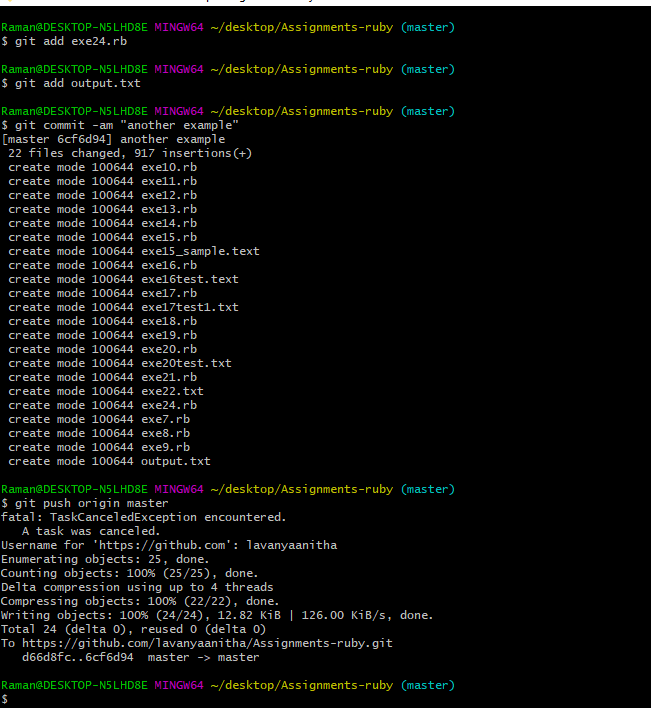 Raman@DESKTOP-N5LHD8E MINGW64 ~/desktop/Assignments-ruby (master)
$ git add exe24.rb
Raman@DESKTOP-N5LHD8E MINGW64 ~/desktop/Assignments-ruby (master)
$ git add output.txt
Raman@DESKTOP-N5LHD8E MINGW64 ~/desktop/Assignments-ruby (master)
$ git commit -am "another example"
[master 6cf6d94] another example
 22 files changed, 917 insertions(+)
 create mode 100644 exe10.rb
 create mode 100644 exe11.rb
 create mode 100644 exe12.rb
 create mode 100644 exe13.rb
 create mode 100644 exe14.rb
 create mode 100644 exe15.rb
 create mode 100644 exe15_sample.text
 create mode 100644 exe16.rb
 create mode 100644 exe16test.text
 create mode 100644 exe17.rb
 create mode 100644 exe17test1.txt
 create mode 100644 exe18.rb
 create mode 100644 exe19.rb
 create mode 100644 exe20.rb
 create mode 100644 exe20test.txt
 create mode 100644 exe21.rb
 create mode 100644 exe22.txt
 create mode 100644 exe24.rb
 create mode 100644 exe7.rb
 create mode 100644 exe8.rb
 create mode 100644 exe9.rb
 create mode 100644 output.txt
Raman@DESKTOP-N5LHD8E MINGW64 ~/desktop/Assignments-ruby (master)
$ git push origin master
fatal: TaskCanceledException encountered.
   A task was canceled.
Username for 'https://github.com': lavanyaanitha
Enumerating objects: 25, done.
Counting objects: 100% (25/25), done.
Delta compression using up to 4 threads
Compressing objects: 100% (22/22), done.
Writing objects: 100% (24/24), 12.82 KiB | 126.00 KiB/s, done.
Total 24 (delta 0), reused 0 (delta 0)
To https://github.com/lavanyaanitha/Assignments-ruby.git
   d66d8fc..6cf6d94  master -> master
Raman@DESKTOP-N5LHD8E MINGW64 ~/desktop/Assignments-ruby (master)
$